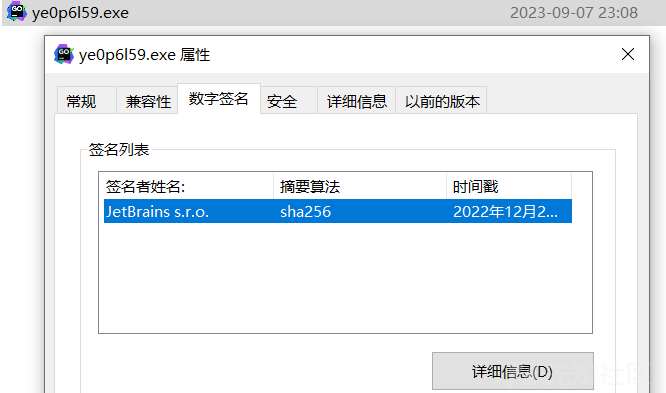 ye0p6l59.exe 2023-09-07 23:08
ye0p6l59.exe 属性
常规 兼容性 数字签名 安全 详细信息 以前的版本
签名列表
签名者姓名: 摘要算法 时间戳
JetBrains s.r.o. sha256 2022年12月2...
详细信息(D)